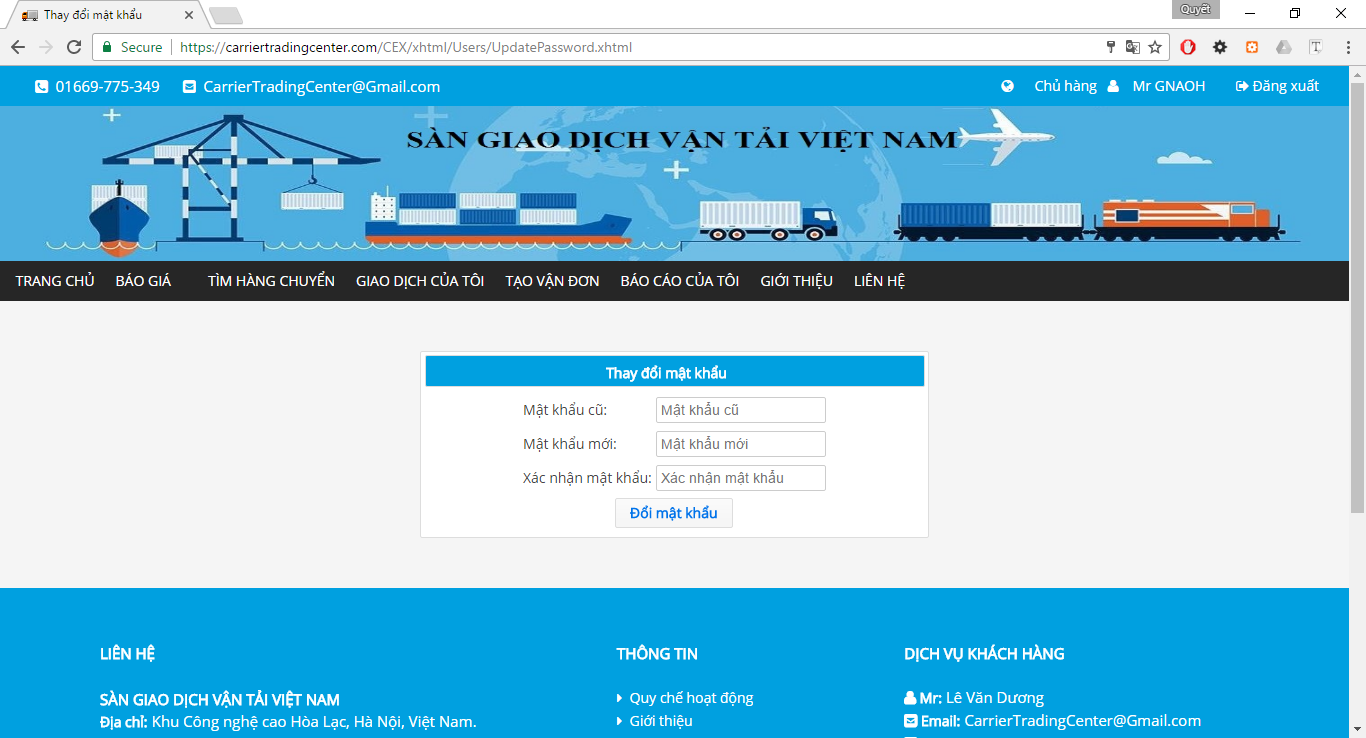 Thay đổi mật khẩu
Quyết
Secure
https://carriertradingcenter.com/CEX/xhtml/Users/UpdatePassword.xhtml
01669-775-349 CarrierTradingCenter@Gmail.com Chủ hàng Mr GNAOH Đăng xuất
SÀN GIAO DỊCH VẬN TẢI VIỆT NAM
TRANG CHỦ BÁO GIÁ TÌM HÀNG CHUYỂN GIAO DỊCH CỦA TÔI TẠO VẬN ĐƠN BÁO CÁO CỦA TÔI GIỚI THIỆU LIÊN HỆ
Thay đổi mật khẩu
Mật khẩu cũ: Mật khẩu cũ
Mật khẩu mới: Mật khẩu mới
Xác nhận mật khẩu: Xác nhận mật khẩu
Đổi mật khẩu
LIÊN HỆ
SÀN GIAO DỊCH VẬN TẢI VIỆT NAM
Địa chỉ: Khu Công nghệ cao Hòa Lạc, Hà Nội, Việt Nam.
THÔNG TIN
Quy chế hoạt động
Giới thiệu
DỊCH VỤ KHÁCH HÀNG
Mr: Lê Văn Dương
Email: CarrierTradingCenter@Gmail.com